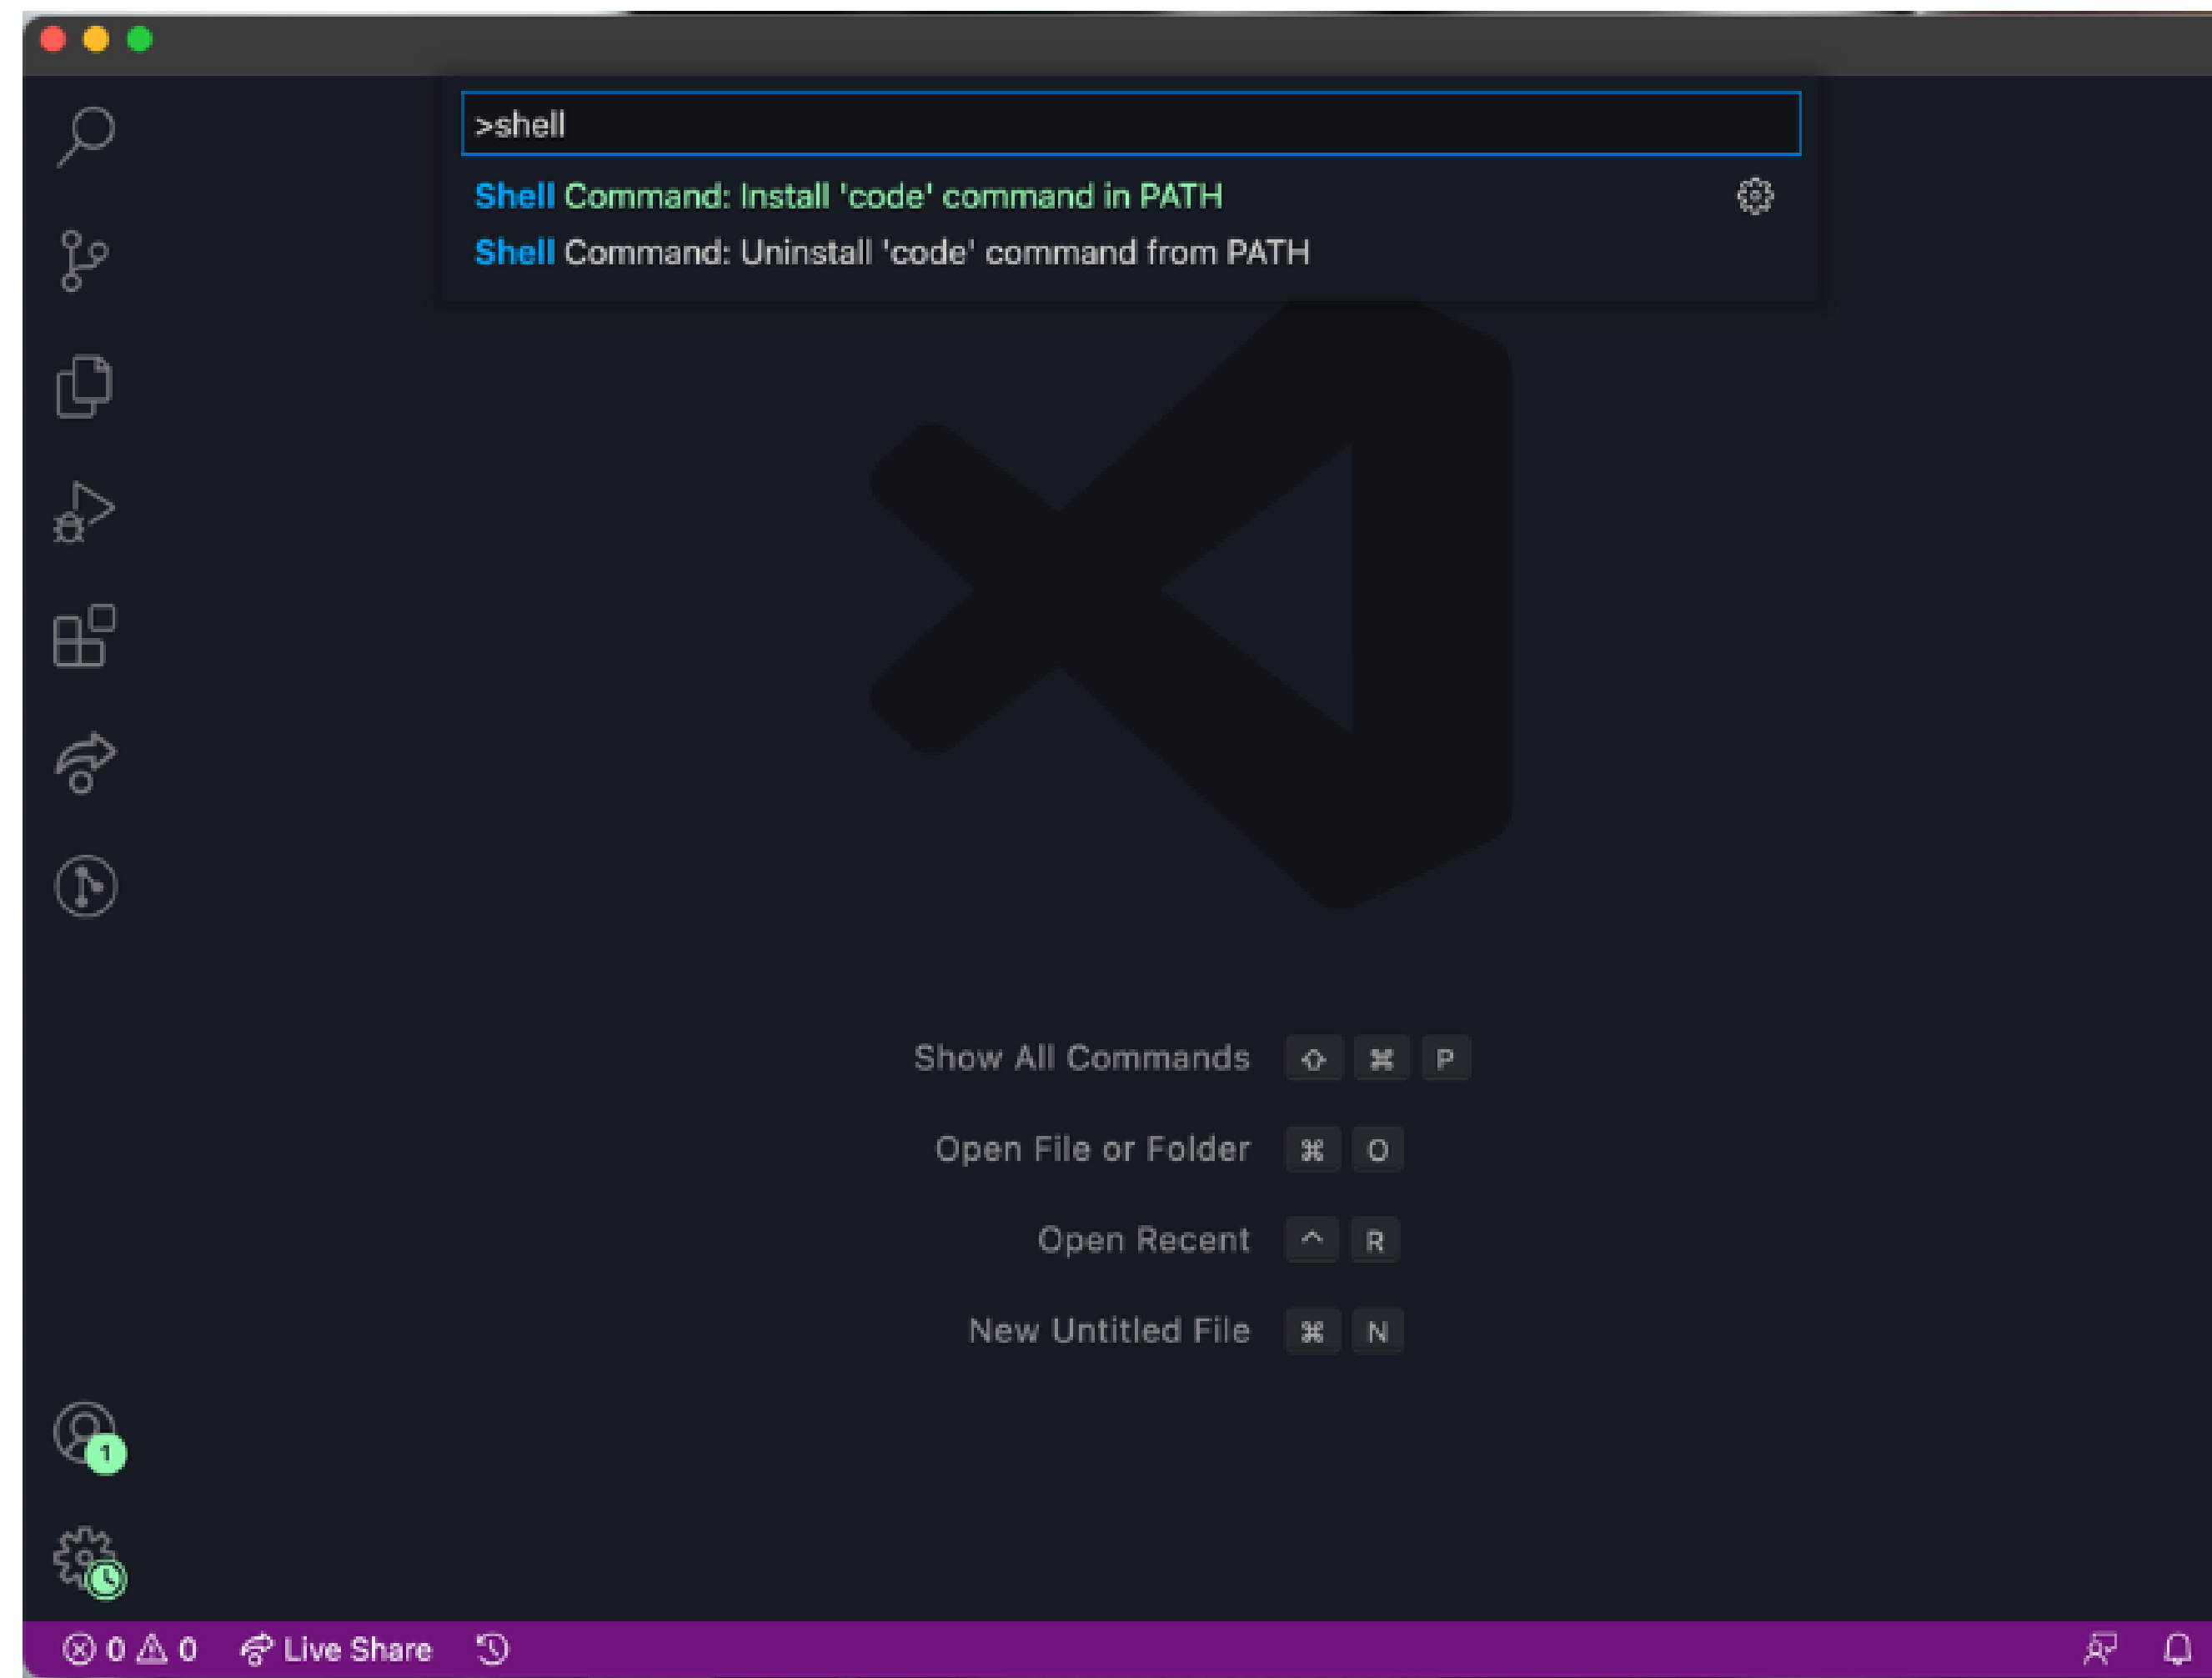 >shell
Shell Command: Install 'code' command in PATH
Shell Command: Uninstall 'code' command from PATH
Show All Commands ⇧ ⌘ P
Open File or Folder ⌘ O
Open Recent ^ R
New Untitled File ⌘ N
1
0 0 Live Share